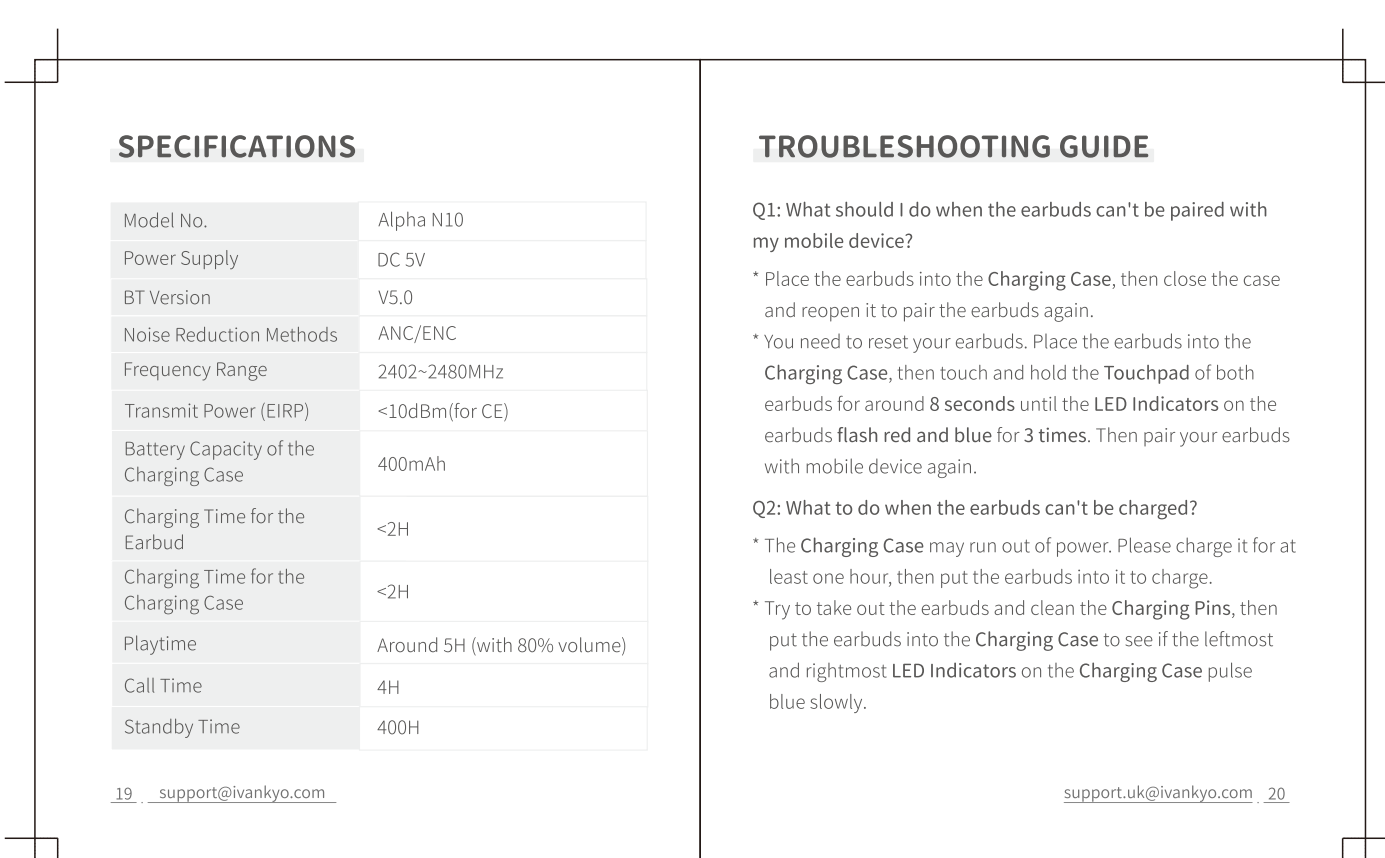 SPECIFICATIONS
Model No. Alpha N10
Power Supply DC 5V
BT Version V5.0
Noise Reduction Methods ANC/ENC
Frequency Range 2402~2480MHz
Transmit Power (EIRP) <10dBm(for CE)
Battery Capacity of the
Charging Case
400mAh
Charging Time for the
Earbud
<2H
Charging Time for the
Charging Case
<2H
Playtime Around 5H (with 80% volume)
Call Time 4H
Standby Time 400H
19 . support@ivankyo.com
TROUBLESHOOTING GUIDE
Q1: What should I do when the earbuds can't be paired with
my mobile device?
* Place the earbuds into the Charging Case, then close the case
and reopen it to pair the earbuds again.
* You need to reset your earbuds. Place the earbuds into the
Charging Case, then touch and hold the Touchpad of both
earbuds for around 8 seconds until the LED Indicators on the
earbuds flash red and blue for 3 times. Then pair your earbuds
with mobile device again.
Q2: What to do when the earbuds can't be charged?
* The Charging Case may run out of power. Please charge it for at
least one hour, then put the earbuds into it to charge.
* Try to take out the earbuds and clean the Charging Pins, then
put the earbuds into the Charging Case to see if the leftmost
and rightmost LED Indicators on the Charging Case pulse
blue slowly.
support.uk@ivankyo.com . 20